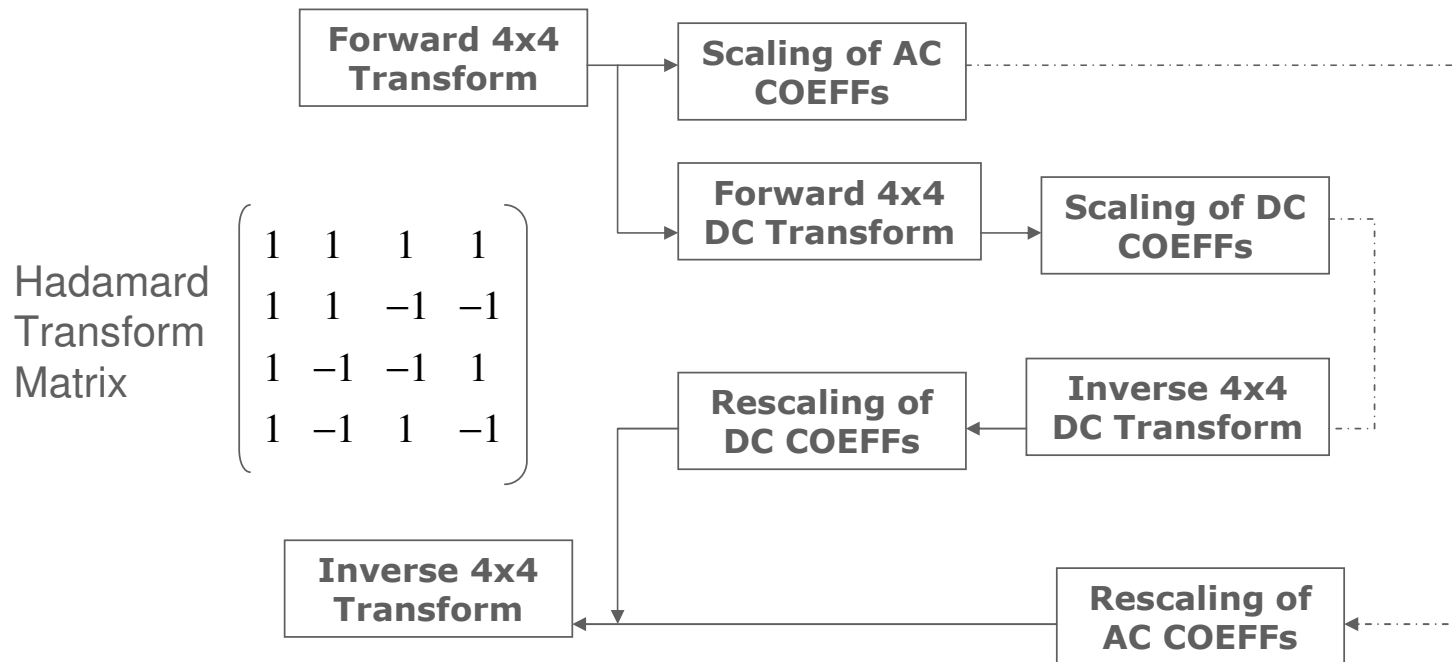 Forward 4x4
Transform
Scaling of AC
COEFFs
Forward 4x4
DC Transform
Scaling of DC
COEFFs
Hadamard
Transform
Matrix
1 1 1 1
1 1 −1 −1
1 −1 −1 1
1 −1 1 −1
Rescaling of
DC COEFFs
Inverse 4x4
DC Transform
Inverse 4x4
Transform
Rescaling of
AC COEFFs